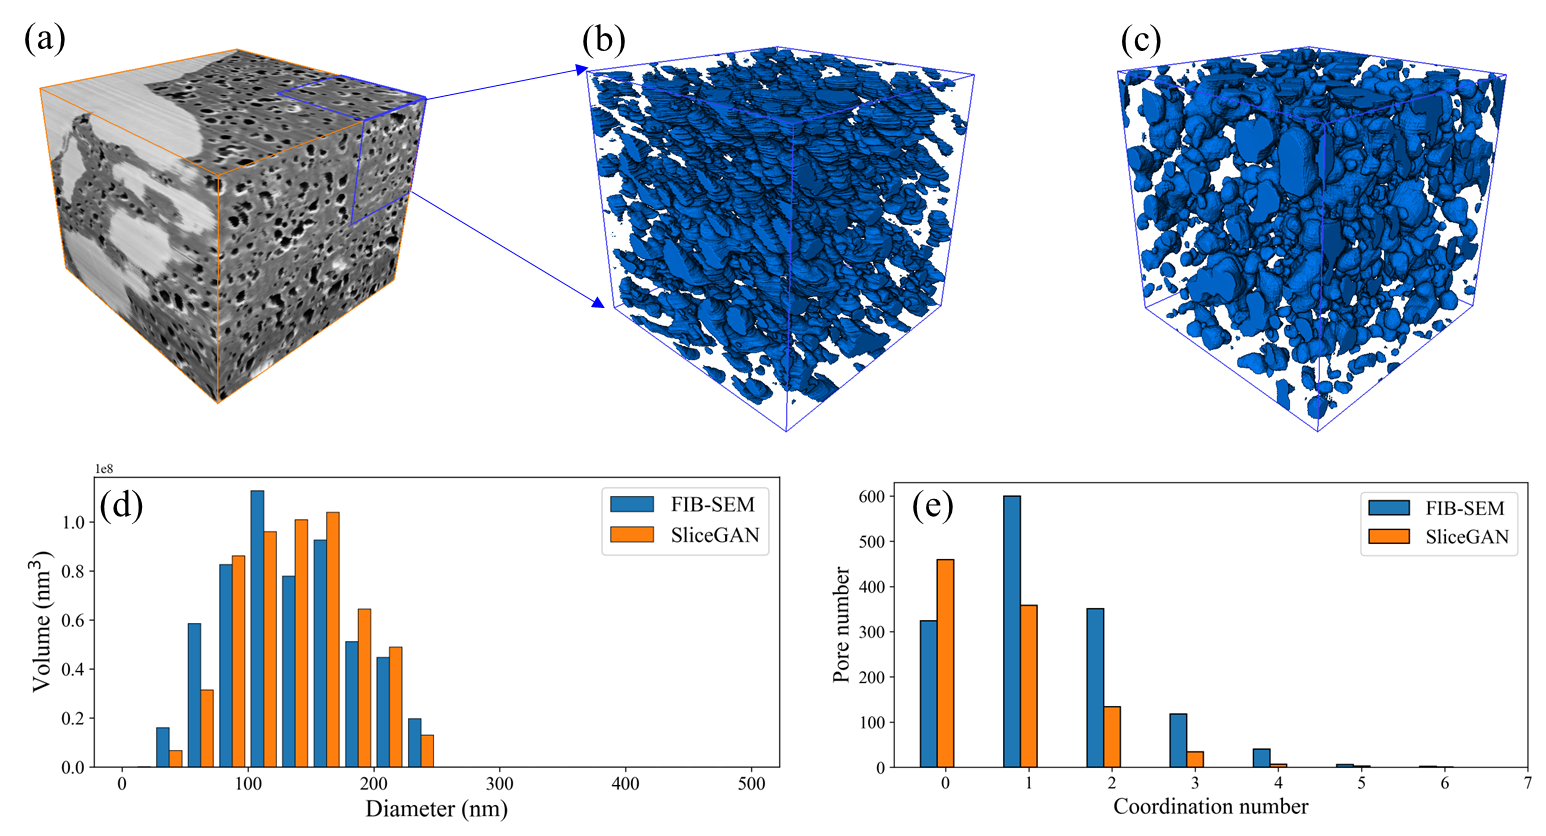 (a)
(b)
(c)
1e8
(d)
FIB-SEM
SliceGAN
1.0
0.8
0.6
0.4
0.2
0.0
Volume (nm³)
0 100 200 300 400 500
Diameter (nm)
(e)
FIB-SEM
SliceGAN
600
500
400
300
200
100
0
Pore number
0 1 2 3 4 5 6 7
Coordination number